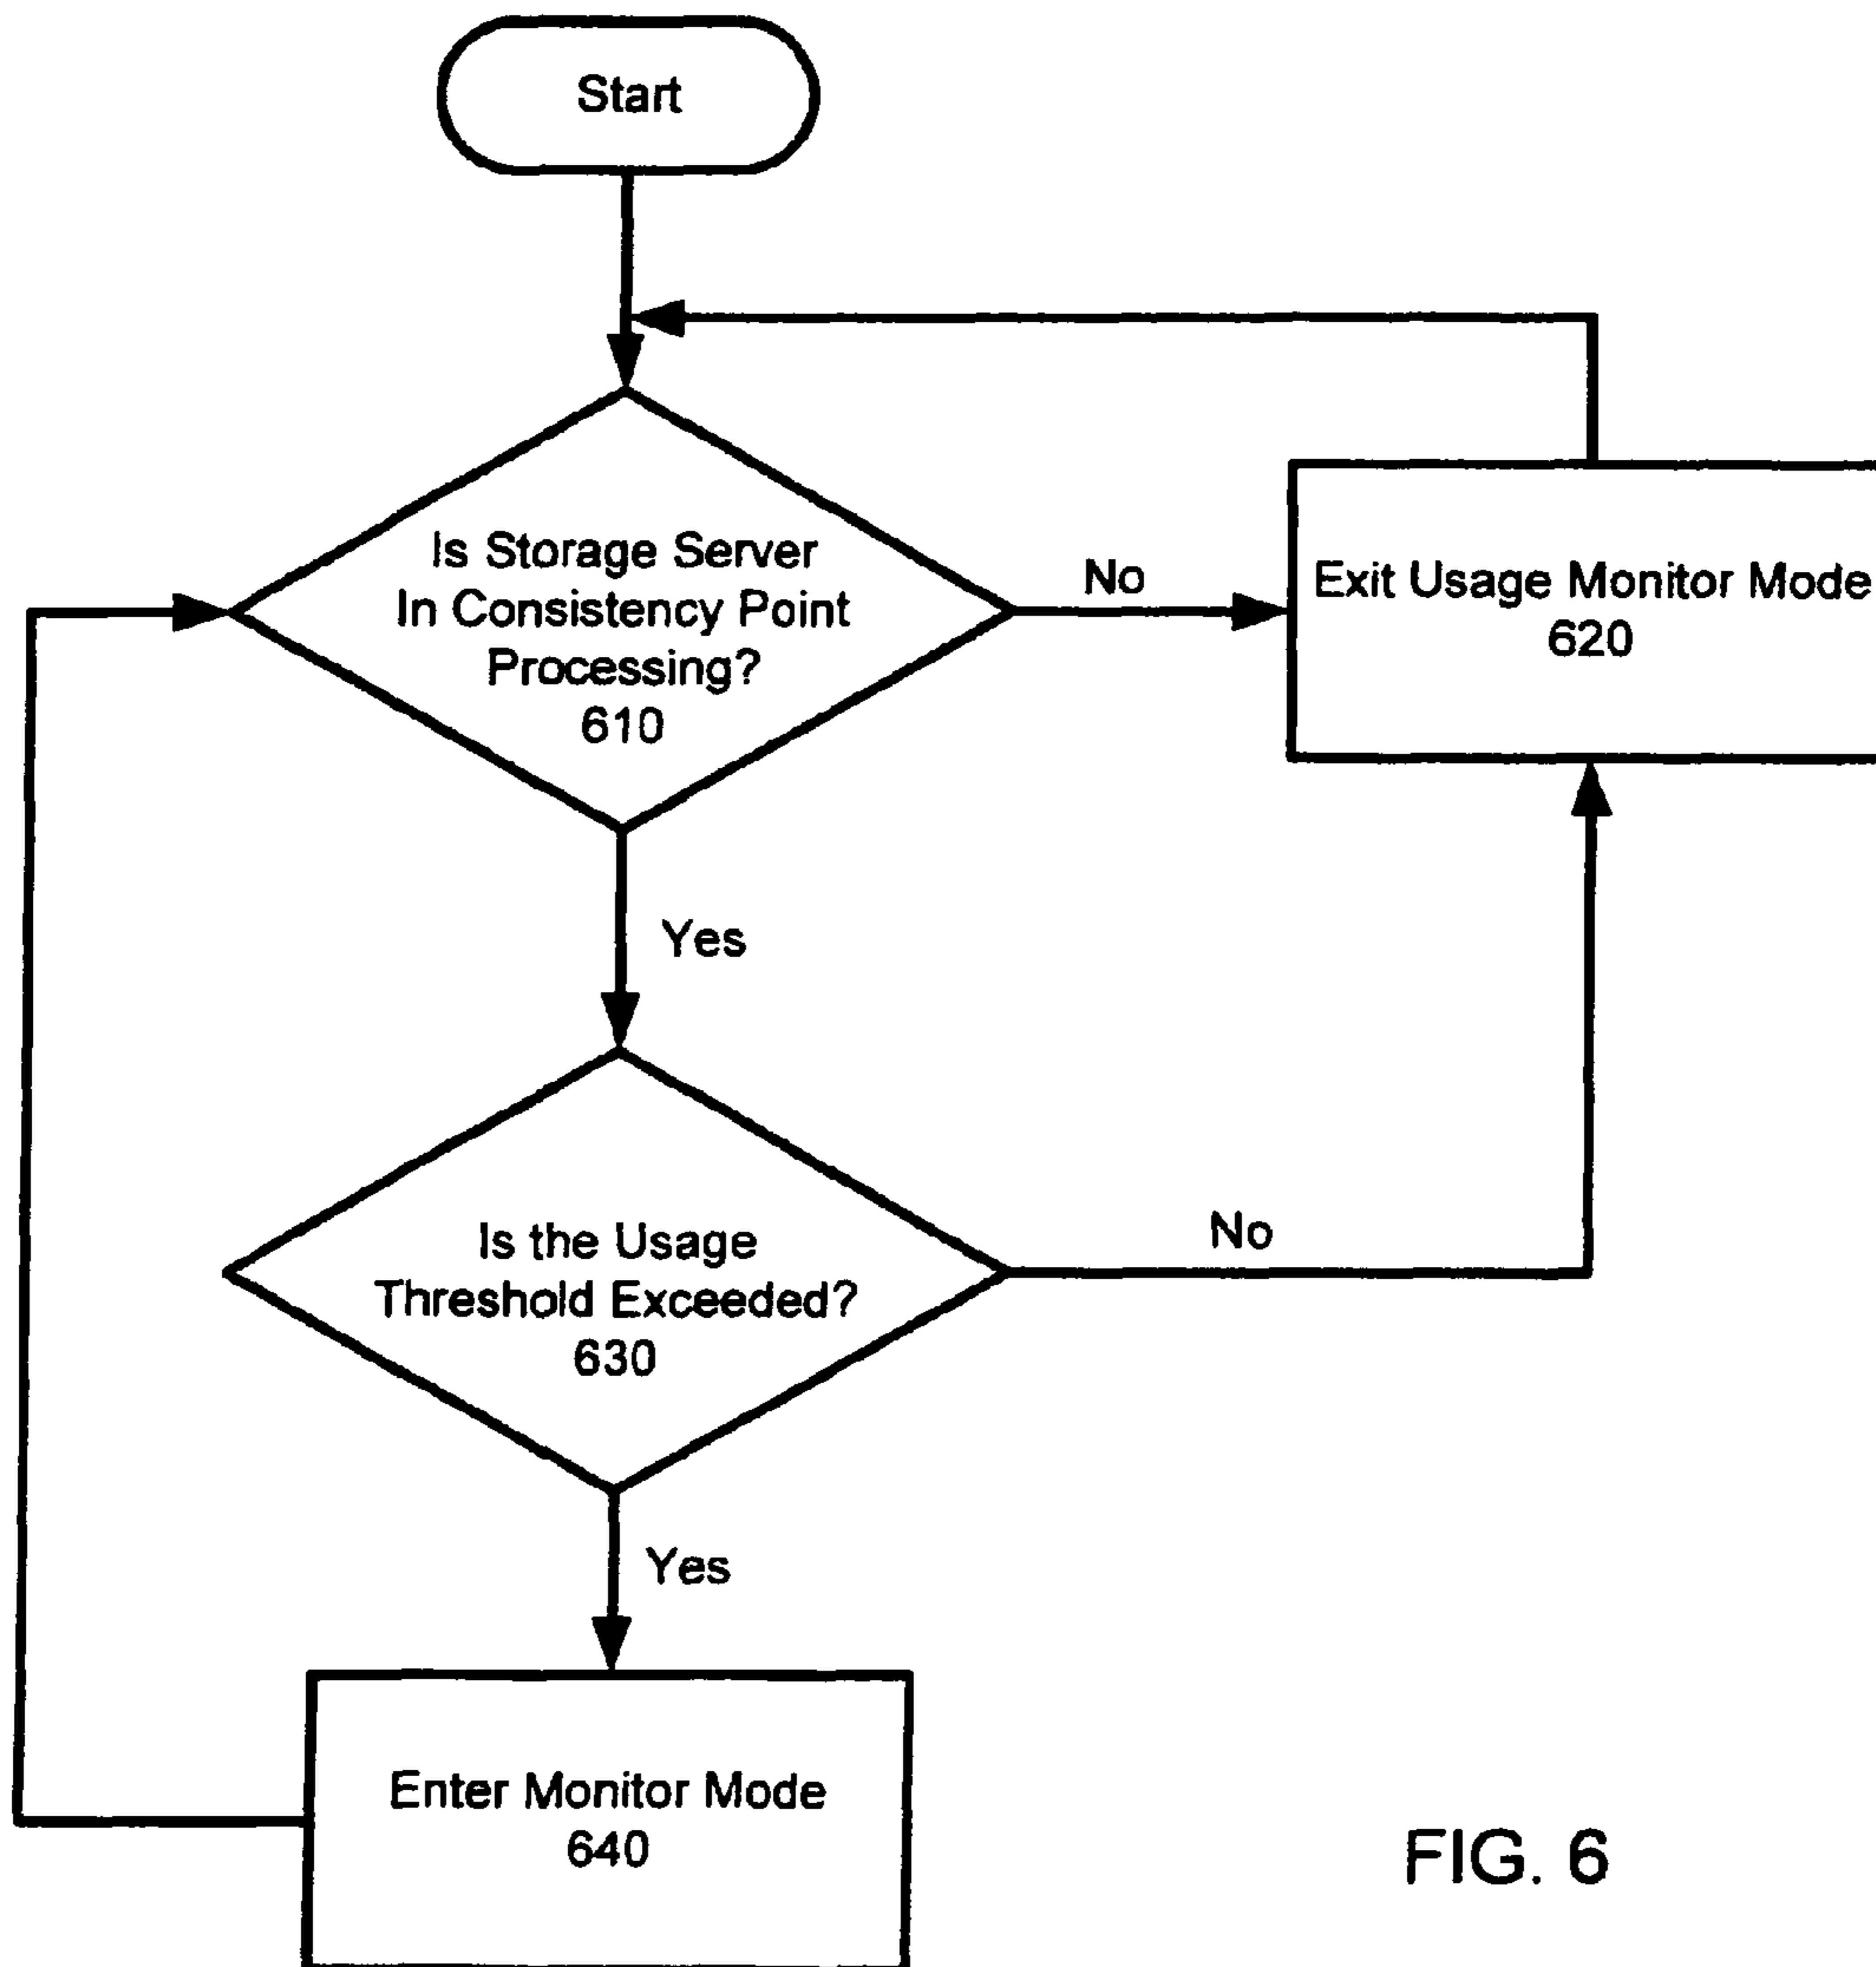 Start
Is Storage Server
In Consistency Point
Processing?
610
No
Exit Usage Monitor Mode
620
Yes
Is the Usage
Threshold Exceeded?
630
No
Yes
Enter Monitor Mode
640
FIG. 6